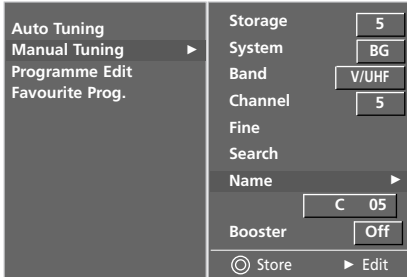 Auto Tuning
Manual Tuning ►
Programme Edit
Favourite Prog.
Storage 5
System BG
Band V/UHF
Channel 5
Fine
Search
Name ►
C 05
Booster Off
◎ Store ► Edit